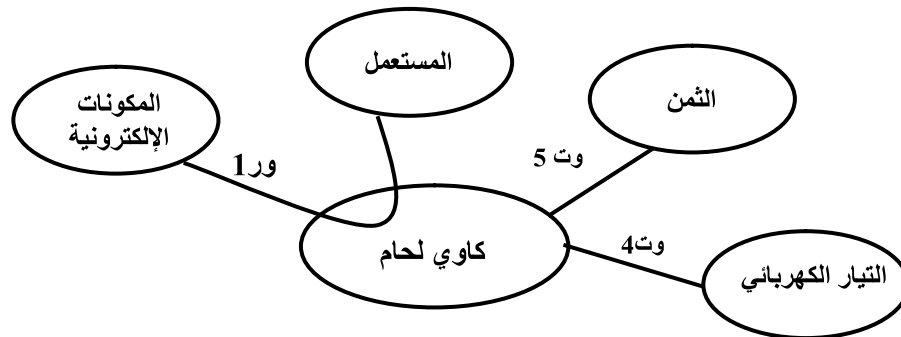 المستعمل
الثمن
المكونات
الإلكترونية
ور1
وت 5
كاوي لحام
وت4
التيار الكهربائي